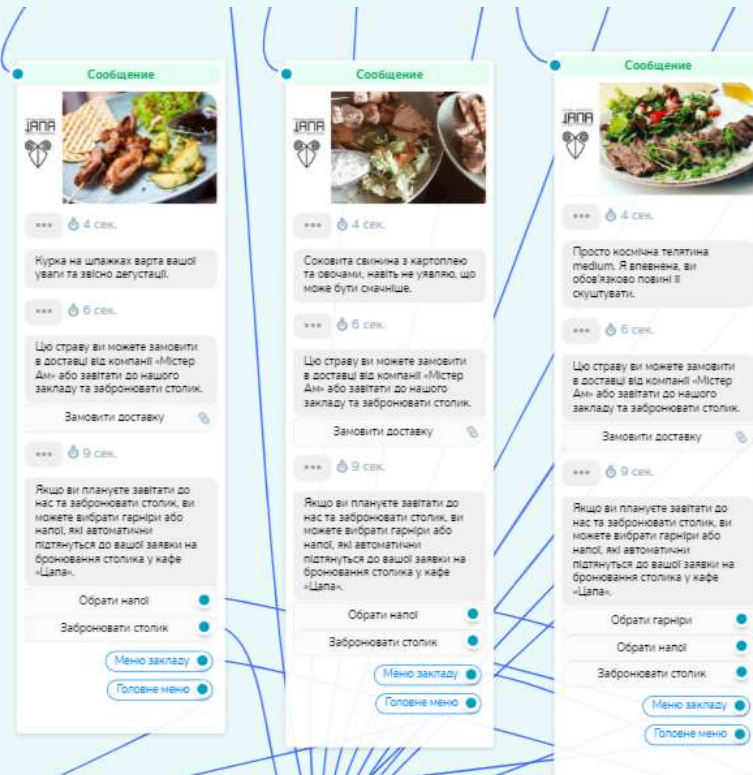 Сообщение
ЦАПА
4 сек.
Курка на шпажках варта вашої
уваги та звісно дегустації.
6 сек.
Цю страву ви можете замовити
в доставці від компанії «Містер
Ам» або завітати до нашого
закладу та забронювати столик.
Замовити доставку
9 сек.
Якщо ви плануєте завітати до
нас та забронювати столик, ви
можете вибрати гарніри або
напої, які автоматични
підтянуться до вашої заявки на
бронювання столика у кафе
«Цапа».
Обрати напої
Забронювати столик
Меню закладу
Головне меню
Сообщение
ЦАПА
4 сек.
Соковита свинина з картоплею
та овочами, навіть не уявляю, що
може бути смачніше.
6 сек.
Цю страву ви можете замовити
в доставці від компанії «Містер
Ам» або завітати до нашого
закладу та забронювати столик.
Замовити доставку
9 сек.
Якщо ви плануєте завітати до
нас та забронювати столик, ви
можете вибрати гарніри або
напої, які автоматични
підтянуться до вашої заявки на
бронювання столика у кафе
«Цапа».
Обрати напої
Забронювати столик
Меню закладу
Головне меню
Сообщение
ЦАПА
4 сек.
Просто космічна телятина
medium. Я впевнена, ви
обов'язково повині її
скуштувати.
6 сек.
Цю страву ви можете замовити
в доставці від компанії «Містер
Ам» або завітати до нашого
закладу та забронювати столик.
Замовити доставку
9 сек.
Якщо ви плануєте завітати до
нас та забронювати столик, ви
можете вибрати гарніри або
напої, які автоматични
підтянуться до вашої заявки на
бронювання столика у кафе
«Цапа».
Обрати гарніри
Обрати напої
Забронювати столик
Меню закладу
Головне меню